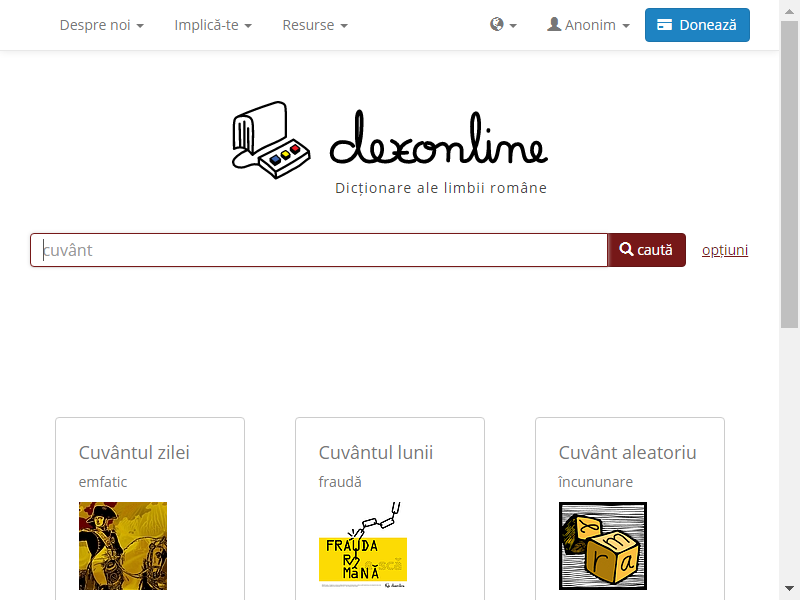 Despre noi Implică-te Resurse Anonim Donează
dexonline
Dicționare ale limbii române
cuvânt caută opțiuni
Cuvântul zilei
emfatic
Cuvântul lunii
fraudă
FRAUDA
RO
MâNĂ
scă
Cuvânt aleatoriu
încununare